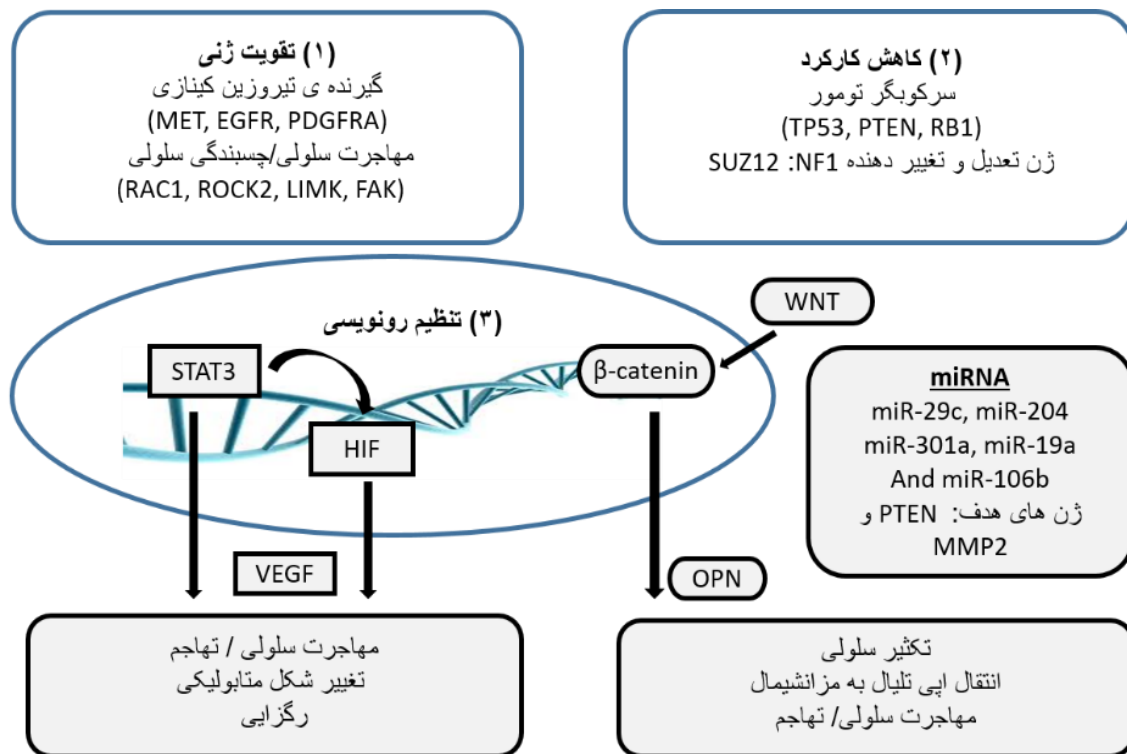 (۱) تقویت ژنی
گیرنده ی تیروزین کینازی
(MET, EGFR, PDGFRA)
مهاجرت سلولی/چسبندگی سلولی
(RAC1, ROCK2, LIMK, FAK)
(۲) کاهش کارکرد
سرکوبگر تومور
(TP53, PTEN, RB1)
ژن تعدیل و تغییر دهنده SUZ12 :NF1
(۳) تنظیم رونویسی
STAT3
HIF
β-catenin
WNT
miRNA
miR-29c, miR-204
miR-301a, miR-19a
And miR-106b
ژن های هدف: PTEN و
MMP2
VEGF
OPN
مهاجرت سلولی / تهاجم
تغییر شکل متابولیکی
رگزایی
تکثیر سلولی
انتقال اپی تلیال به مزانشیمال
مهاجرت سلولی/ تهاجم